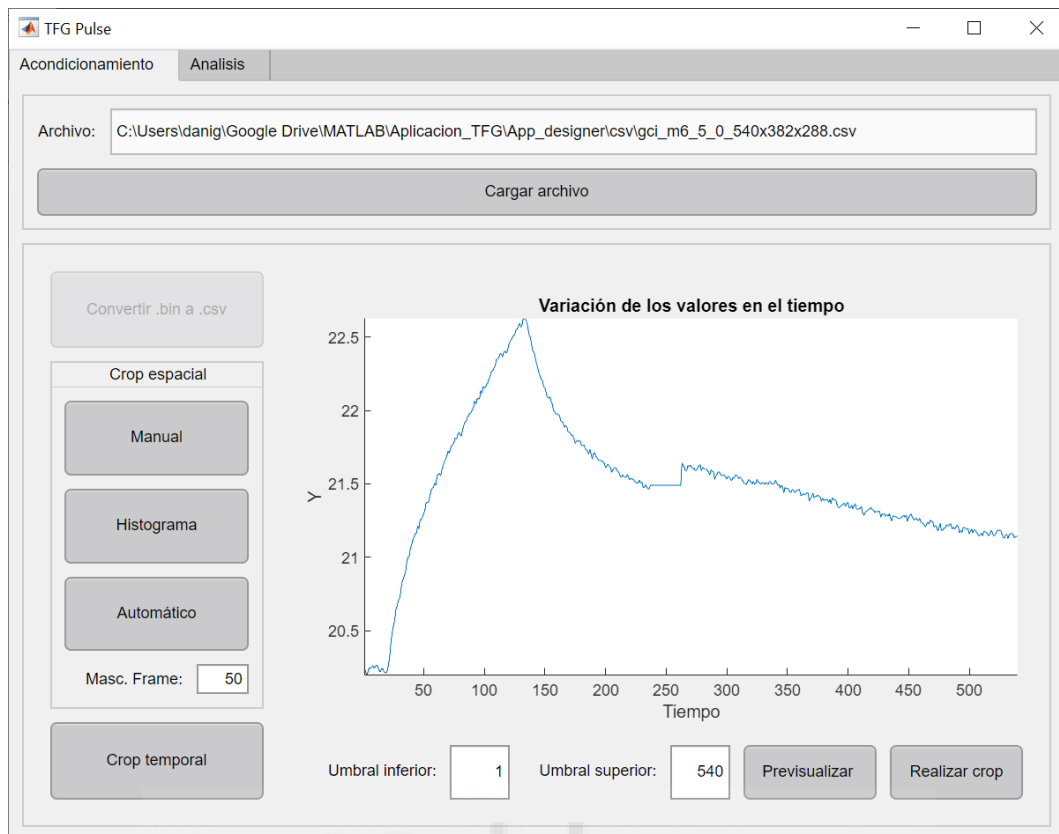 TFG Pulse
Acondicionamiento Analisis
Archivo: C:\Users\danig\Google Drive\MATLAB\Aplicacion_TFG\App_designer\csv\gci_m6_5_0_540x382x288.csv
Cargar archivo
Convertir .bin a .csv
Crop espacial
Manual
Histograma
Automático
Masc. Frame: 50
Crop temporal
Variación de los valores en el tiempo
22.5
22
21.5
21
20.5
Y
50 100 150 200 250 300 350 400 450 500
Tiempo
Umbral inferior: 1 Umbral superior: 540 Previsualizar Realizar crop